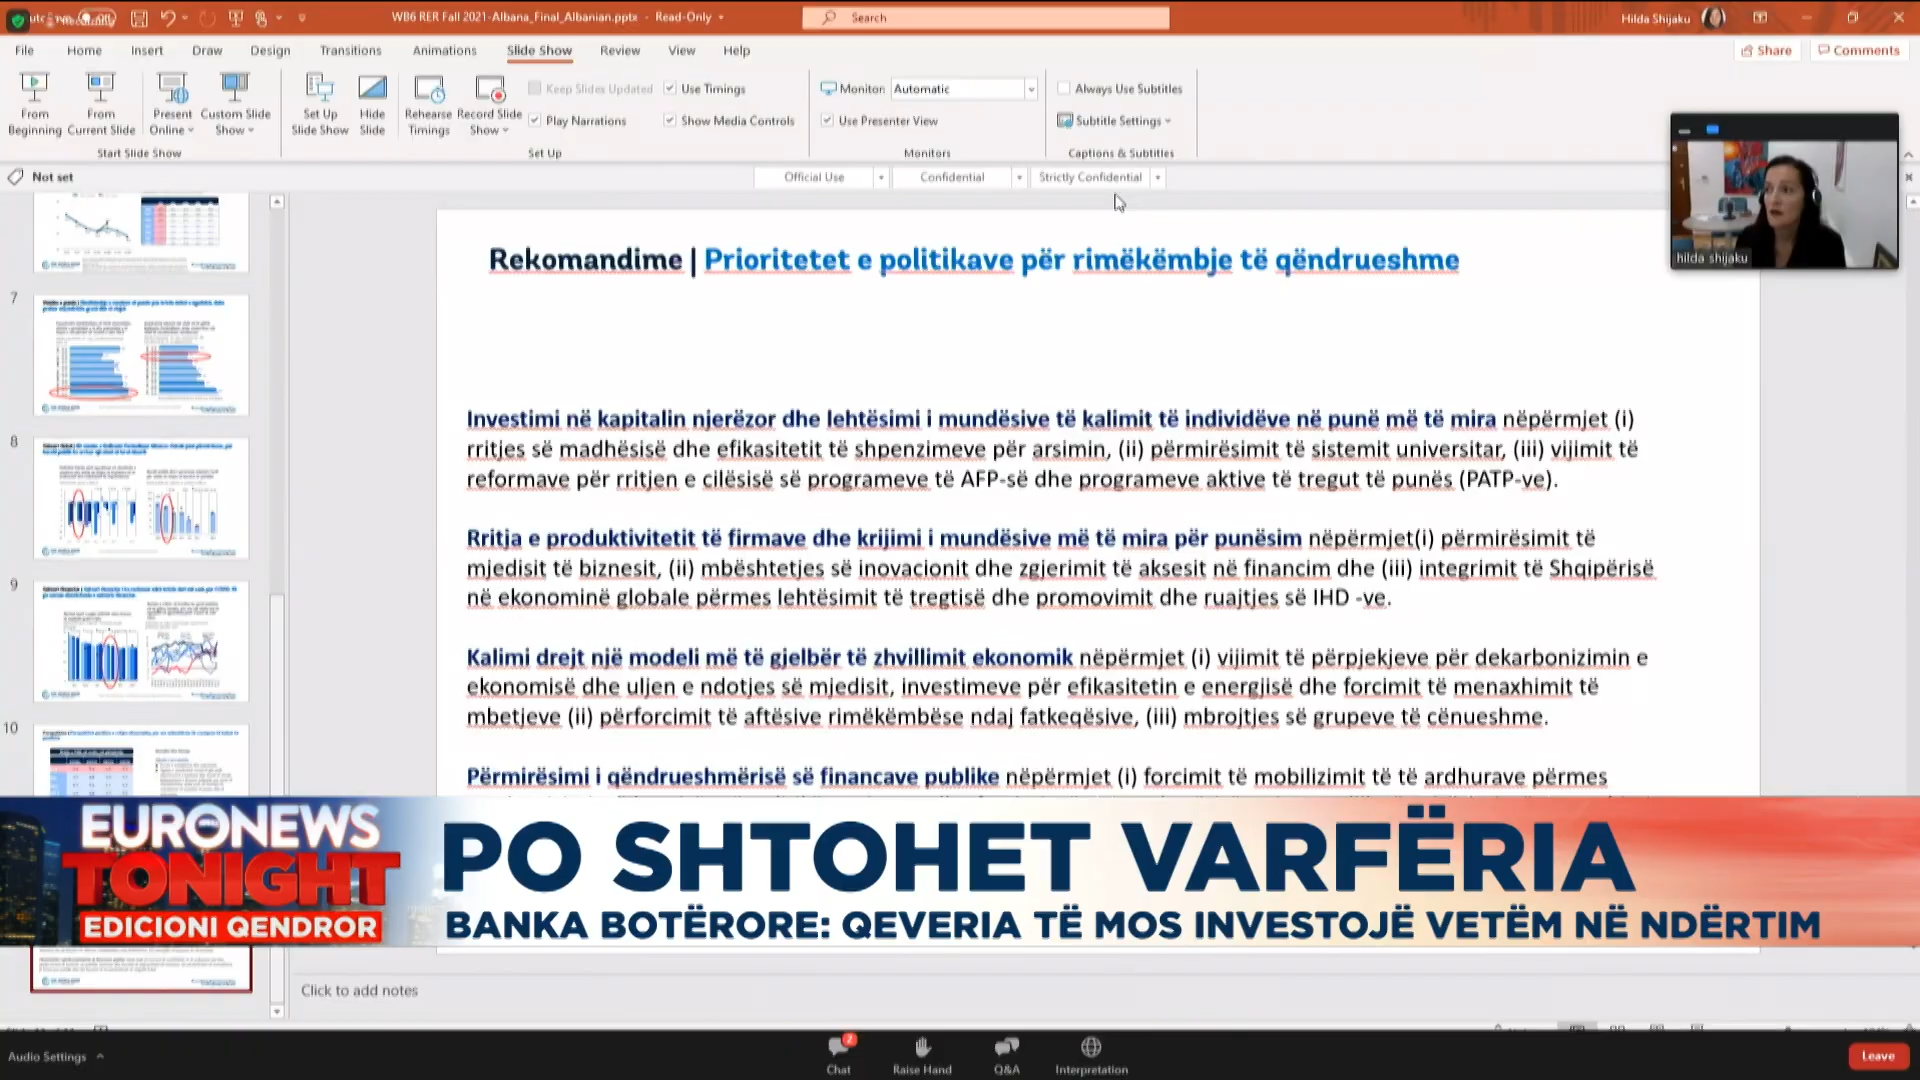 WB6 RER Fall 2021-Albana_Final_Albanian.pptx - Read-Only
Search
Hilda Shijaku
File Home Insert Draw Design Transitions Animations Slide Show Review View Help
Share Comments
From Beginning
From Current Slide
Present Online
Custom Slide Show
Start Slide Show
Set Up Slide Show
Hide Slide
Rehearse Timings
Record Slide Show
Keep Slides Updated
Use Timings
Play Narrations
Show Media Controls
Set Up
Monitor: Automatic
Use Presenter View
Monitors
Always Use Subtitles
Subtitle Settings
Captions & Subtitles
Not set
Official Use
Confidential
Strictly Confidential
hilda shijaku
7
8
9
10
Rekomandime | Prioritetet e politikave për rimëkëmbje të qëndrueshme
Investimi në kapitalin njerëzor dhe lehtësimi i mundësive të kalimit të individëve në punë më të mira nëpërmjet (i)
rritjes së madhësisë dhe efikasitetit të shpenzimeve për arsimin, (ii) përmirësimit të sistemit universitar, (iii) vijimit të
reformave për rritjen e cilësisë së programeve të AFP-së dhe programeve aktive të tregut të punës (PATP-ve).
Rritja e produktivitetit të firmave dhe krijimi i mundësive më të mira për punësim nëpërmjet(i) përmirësimit të
mjedisit të biznesit, (ii) mbështetjes së inovacionit dhe zgjerimit të aksesit në financim dhe (iii) integrimit të Shqipërisë
në ekonominë globale përmes lehtësimit të tregtisë dhe promovimit dhe ruajtjes së IHD -ve.
Kalimi drejt një modeli më të gjelbër të zhvillimit ekonomik nëpërmjet (i) vijimit të përpjekjeve për dekarbonizimin e
ekonomisë dhe uljen e ndotjes së mjedisit, investimeve për efikasitetin e energjisë dhe forcimit të menaxhimit të
mbetjeve (ii) përforcimit të aftësive rimëkëmbëse ndaj fatkeqësive, (iii) mbrojtjes së grupeve të cënueshme.
Përmirësimi i qëndrueshmërisë së financave publike nëpërmjet (i) forcimit të mobilizimit të të ardhurave përmes
EURONEWS
TONIGHT
EDICIONI QENDROR
PO SHTOHET VARFËRIA
BANKA BOTËRORE: QEVERIA TË MOS INVESTOJË VETËM NË NDËRTIM
Click to add notes
Audio Settings
2
Chat
Raise Hand
Q&A
Interpretation
Leave